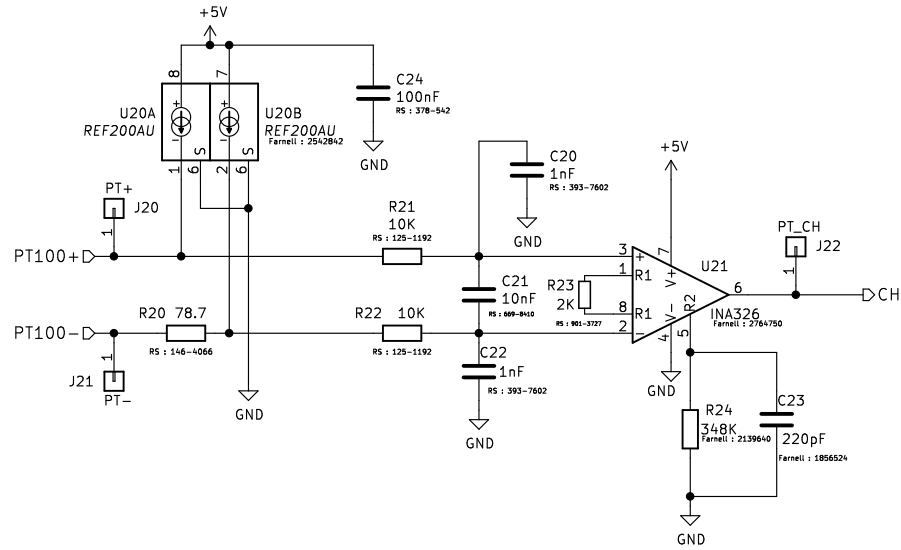 +5V
8
7
C24
100nF
RS : 378-542
GND
+
+
U20A
REF200AU
U20B
REF200AU
Farnell : 2542842
-
S
-
S
1
6
2
6
PT+
J20
1
PT100+
R21
10K
RS : 125-1192
C20
1nF
RS : 393-7602
GND
+5V
7
PT_CH
J22
1
3
+
V+
U21
1
R1
R23
2K
RS : 901-3727
8
R1
R2
6
CH
INA326
Farnell : 2764750
2
-
V-
4
5
GND
C21
10nF
RS : 669-8410
PT100-
R20
78.7
RS : 146-4066
R22
10K
RS : 125-1192
1
J21
PT-
GND
C22
1nF
RS : 393-7602
GND
R24
348K
Farnell : 2139640
C23
220pF
Farnell : 1856524
GND